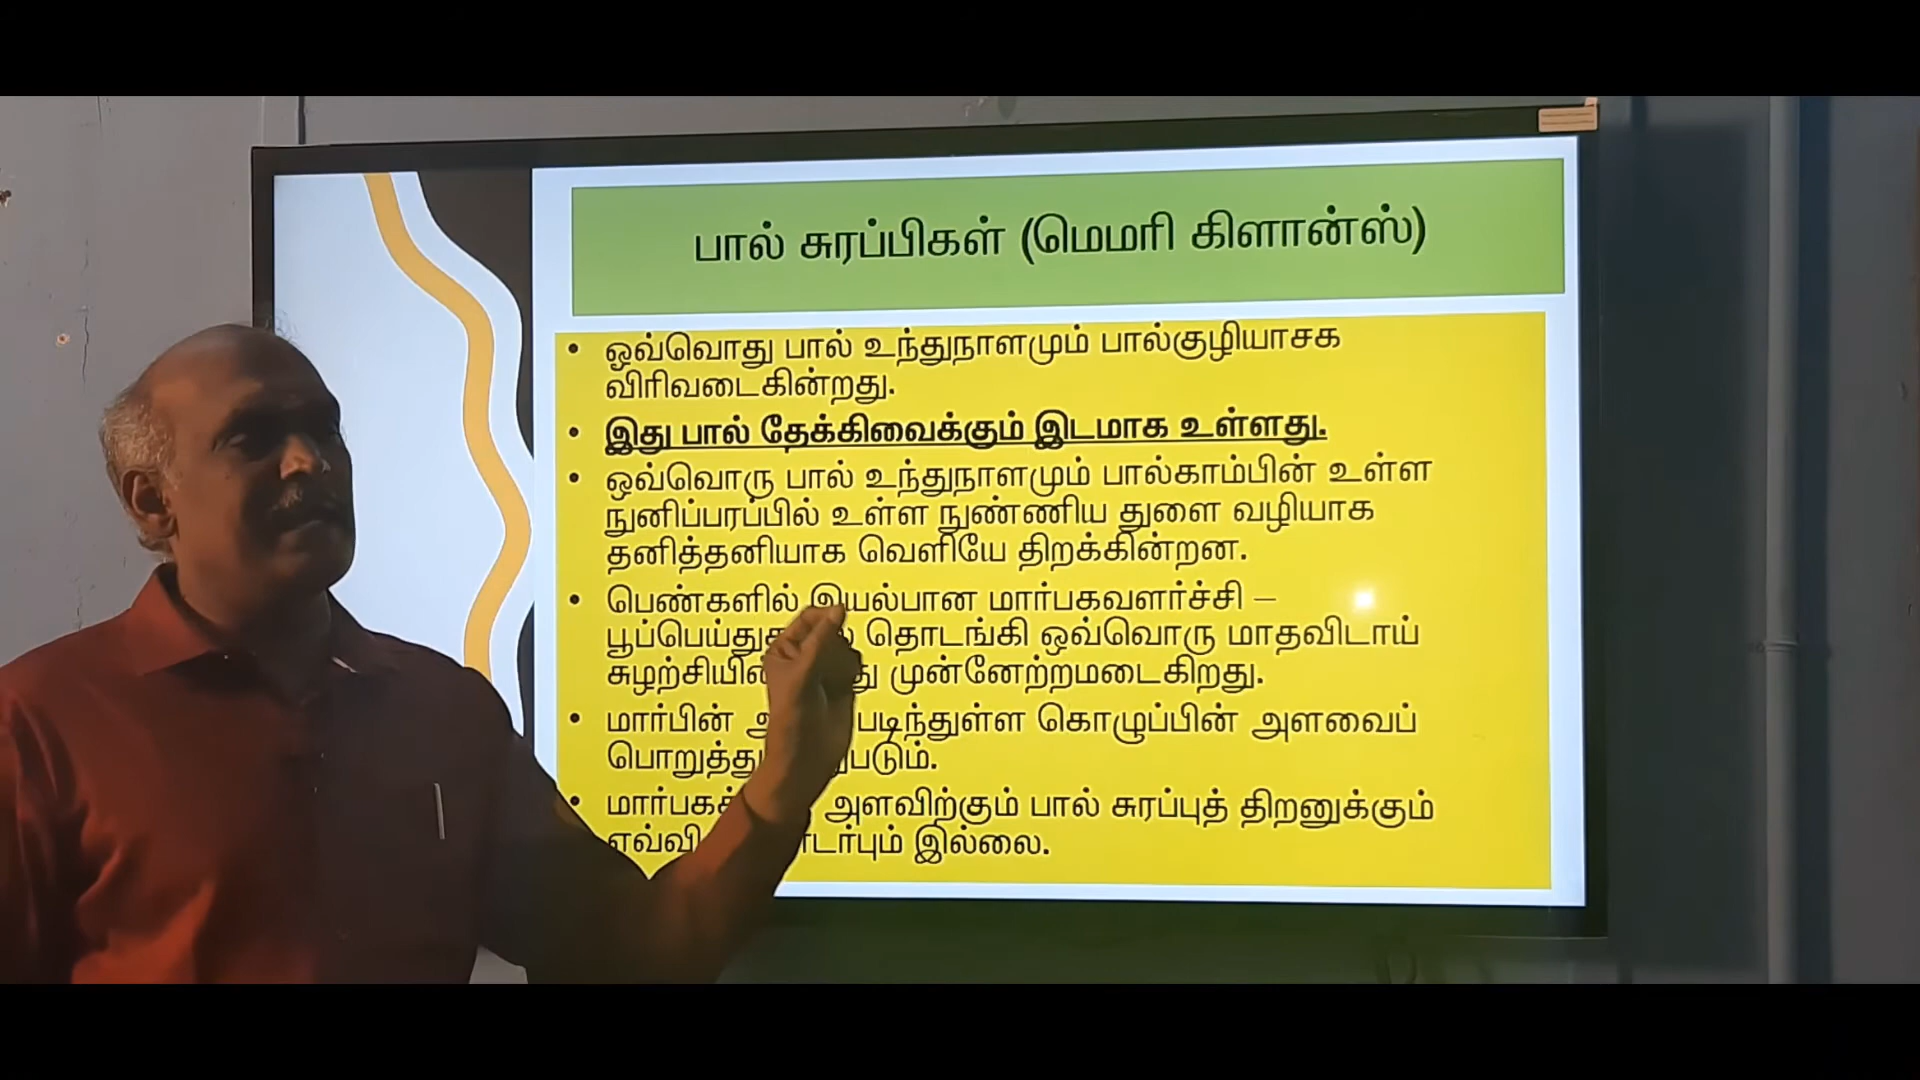 பால் சுரப்பிகள் (மெமரி கிளான்ஸ்)
• ஒவ்வொது பால் உந்துநாளமும் பால்குழியாசக
விரிவடைகின்றது.
• இது பால் தேக்கிவைக்கும் இடமாக உள்ளது.
• ஒவ்வொரு பால் உந்துநாளமும் பால்காம்பின் உள்ள
நுனிப்பரப்பில் உள்ள நுண்ணிய துளை வழியாக
தனித்தனியாக வெளியே திறக்கின்றன.
• பெண்களில் இயல்பான மார்பகவளர்ச்சி –
தொடங்கி ஒவ்வொரு மாதவிடாய்
முன்னேற்றமடைகிறது.
• மார்பின் படிந்துள்ள கொழுப்பின் அளவைப்
• அளவிற்கும் பால் சுரப்புத் திறனுக்கும்
இல்லை.